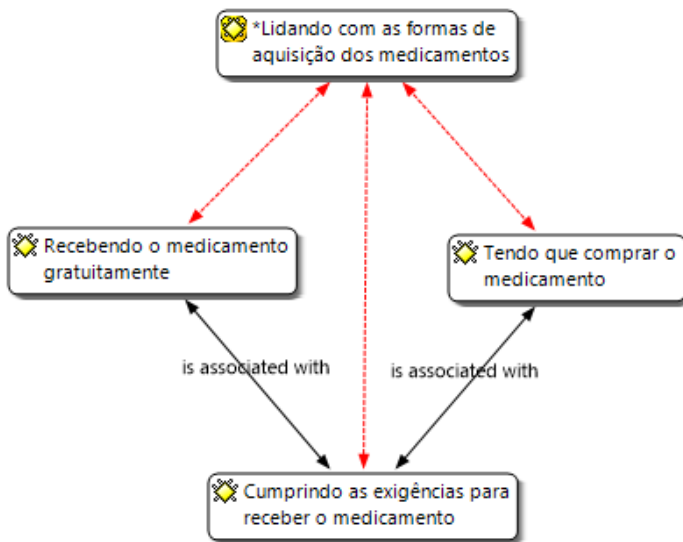 *Lidando com as formas de
aquisição dos medicamentos
Recebendo o medicamento
gratuitamente
Tendo que comprar o
medicamento
is associated with
is associated with
Cumprindo as exigências para
receber o medicamento